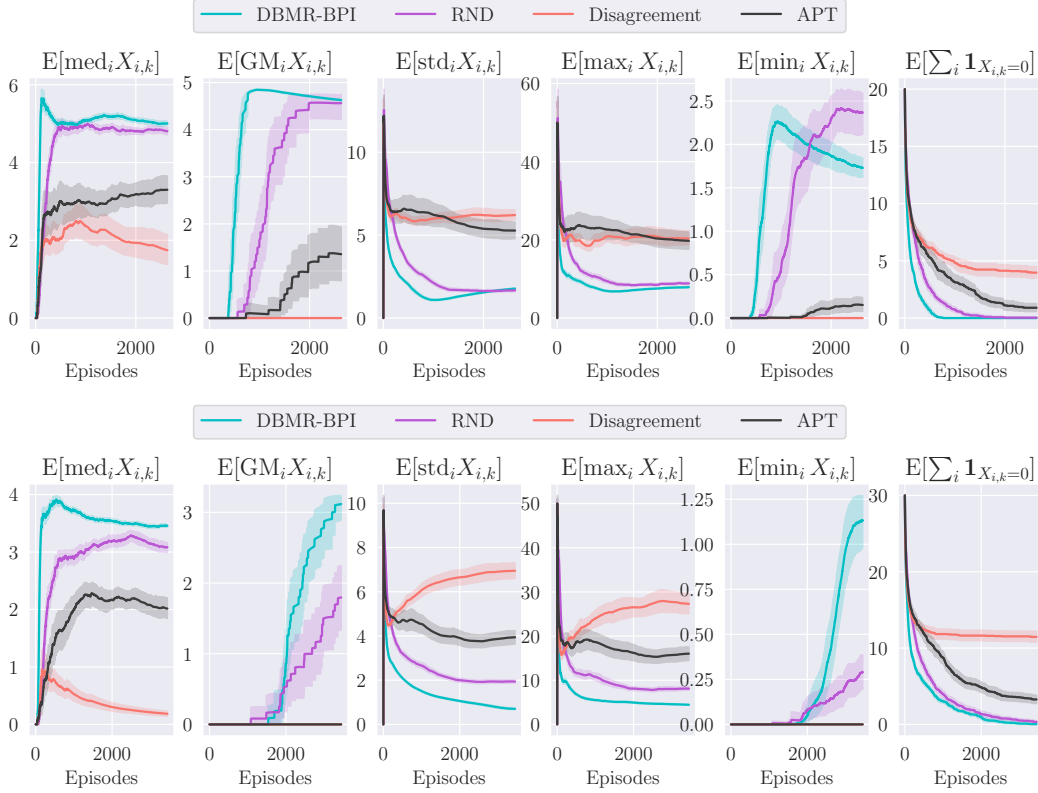 DBMR-BPI RND Disagreement APT
E[med_i X_{i,k}] E[GM_i X_{i,k}] E[std_i X_{i,k}] E[max_i X_{i,k}] E[min_i X_{i,k}] E[∑_i 1_{X_{i,k}=0}]
6 4 2 0
5 4 3 2 1 0
10 5 0
60 40 20 0
2.5 2.0 1.5 1.0 0.5 0.0
20 15 10 5 0
0 2000 0 2000 0 2000 0 2000 0 2000 0 2000
Episodes Episodes Episodes Episodes Episodes Episodes
DBMR-BPI RND Disagreement APT
E[med_i X_{i,k}] E[GM_i X_{i,k}] E[std_i X_{i,k}] E[max_i X_{i,k}] E[min_i X_{i,k}] E[∑_i 1_{X_{i,k}=0}]
4 3 2 1 0
3 2 1 0
10 8 6 4 2 0
50 40 30 20 10 0
1.25 1.00 0.75 0.50 0.25 0.00
30 20 10 0
0 2000 0 2000 0 2000 0 2000 0 2000 0 2000
Episodes Episodes Episodes Episodes Episodes Episodes